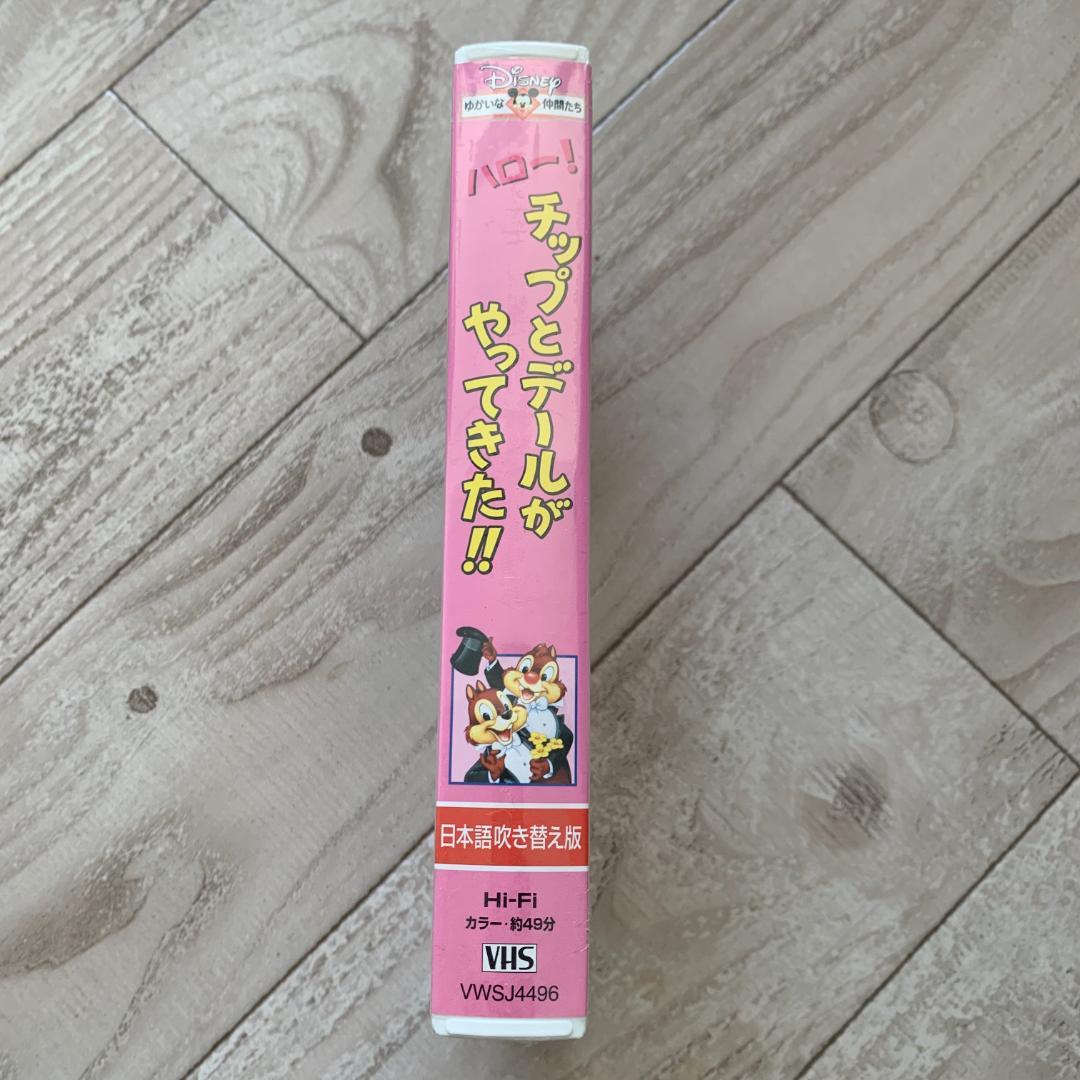 Disney
ゆかいな 仲間たち
ハロー!
チップとデールが
やってきた!!
日本語吹き替え版
Hi-Fi
カラー・約49分
VHS
VWSJ4496